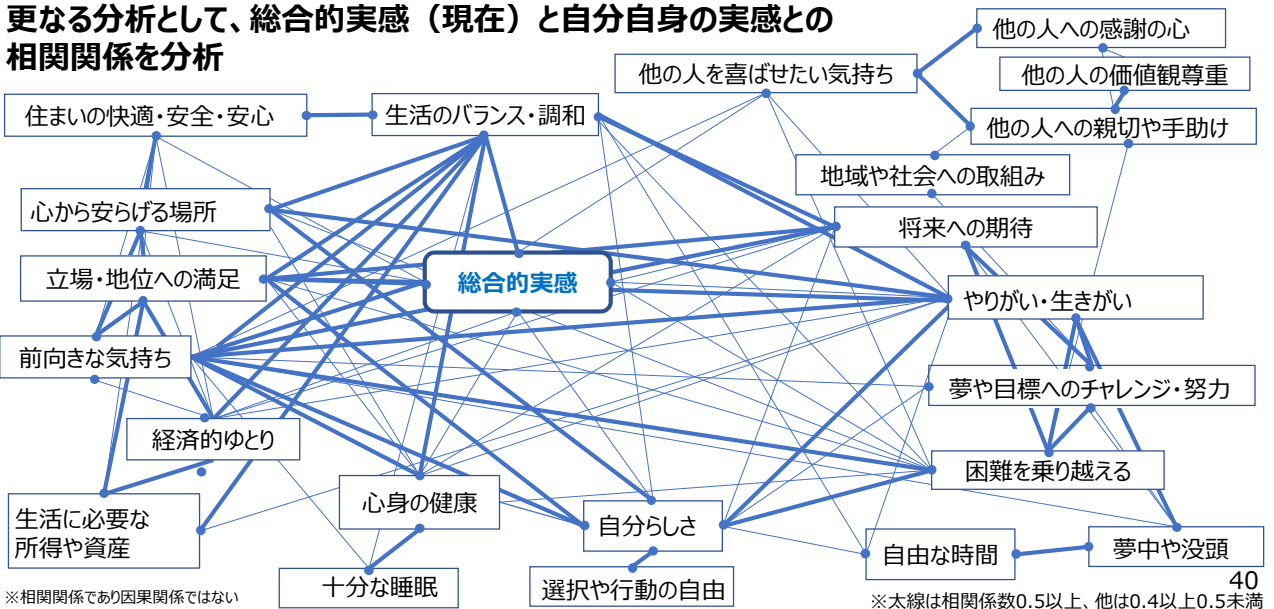 更なる分析として、総合的実感（現在）と自分自身の実感との
相関関係を分析
他の人への感謝の心
他の人を喜ばせたい気持ち
他の人の価値観尊重
住まいの快適・安全・安心
生活のバランス・調和
他の人への親切や手助け
地域や社会への取組み
心から安らげる場所
将来への期待
立場・地位への満足
総合的実感
やりがい・生きがい
前向きな気持ち
夢や目標へのチャレンジ・努力
経済的ゆとり
困難を乗り越える
心身の健康
生活に必要な
所得や資産
自分らしさ
自由な時間
夢中や没頭
十分な睡眠
選択や行動の自由
40
※相関関係であり因果関係ではない
※太線は相関係数0.5以上、他は0.4以上0.5未満